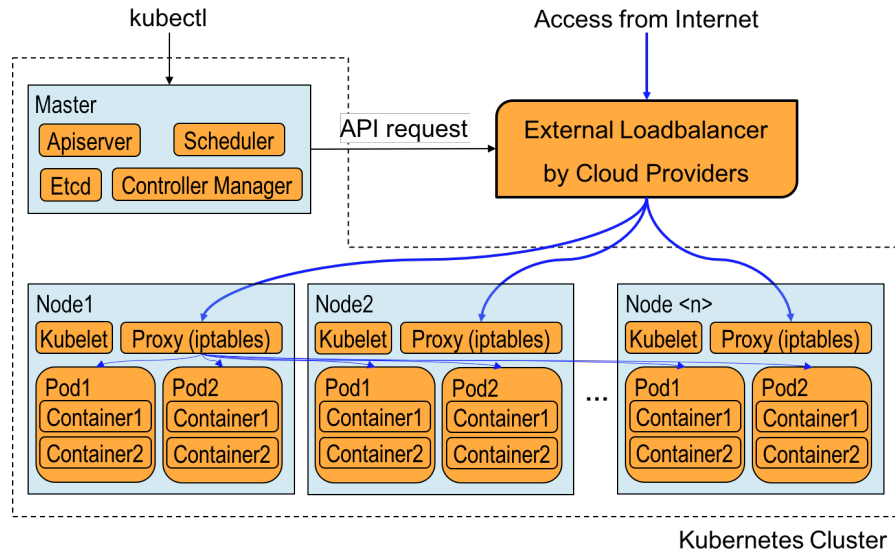 kubectl
Access from Internet
Master
Apiserver
Scheduler
Etcd
Controller Manager
API request
External Loadbalancer
by Cloud Providers
Node1
Kubelet
Proxy (iptables)
Pod1
Container1
Container2
Pod2
Container1
Container2
Node2
Kubelet
Proxy (iptables)
Pod1
Container1
Container2
Pod2
Container1
Container2
...
Node <n>
Kubelet
Proxy (iptables)
Pod1
Container1
Container2
Pod2
Container1
Container2
Kubernetes Cluster